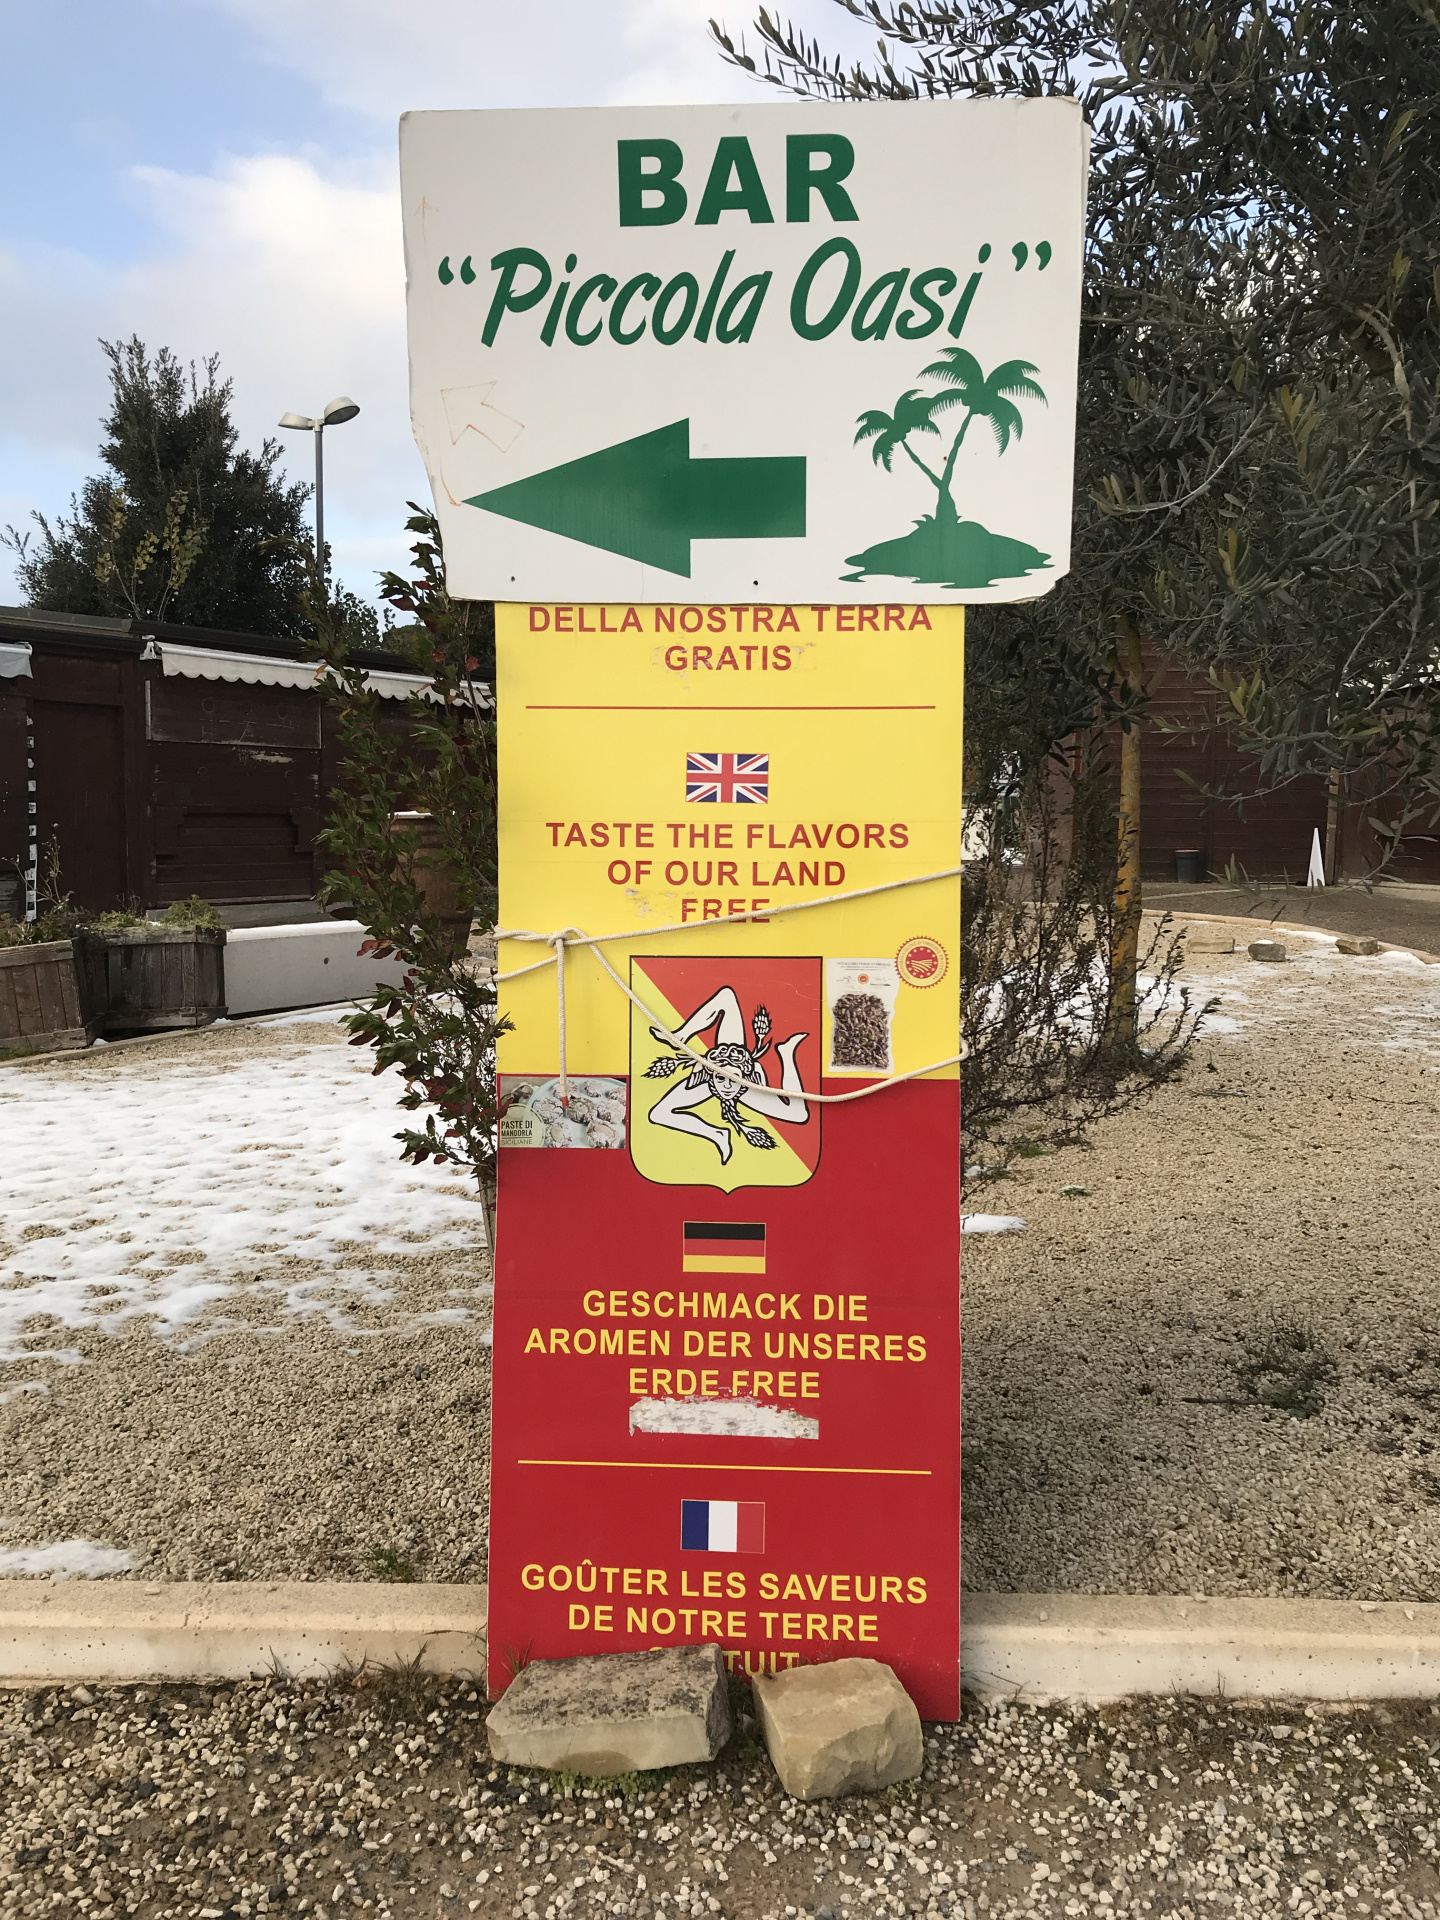 BAR
“Piccola Oasi”
DELLA NOSTRA TERRA
GRATIS
TASTE THE FLAVORS
OF OUR LAND
FREE
PASTE DI
MANDORLA
SICILIANE
GESCHMACK DIE
AROMEN DER UNSERES
ERDE FREE
GOÛTER LES SAVEURS
DE NOTRE TERRE